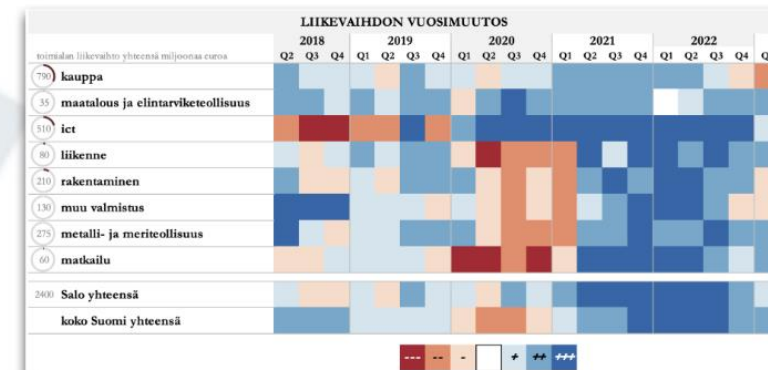 LIIKEVAIHDON VUOSIMUUTOS
2018 2019 2020 2021 2022
toimialan liikevaihto yhteensä miljoonaa euroa Q2 Q3 Q4 Q1 Q2 Q3 Q4 Q1 Q2 Q3 Q4 Q1 Q2 Q3 Q4 Q1 Q2 Q3 Q4
790 kauppa
35 maatalous ja elintarviketeollisuus
510 ict
80 liikenne
210 rakentaminen
130 muu valmistus
275 metalli- ja meriteollisuus
60 matkailu
2400 Salo yhteensä
koko Suomi yhteensä
--- -- - + ++ +++